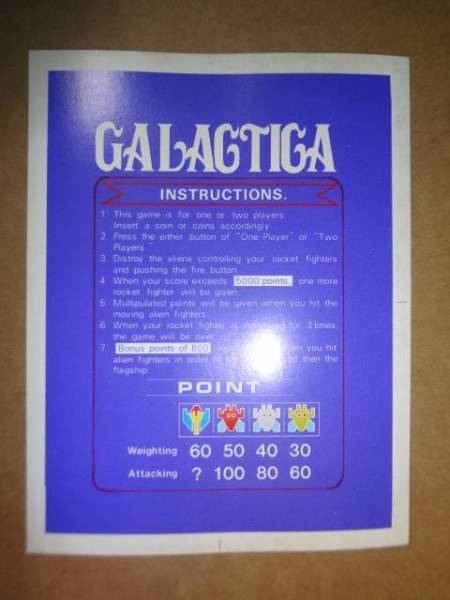 GALACTICA
INSTRUCTIONS.
1. This game is for one or two players
Insert a coin or coins accordingly.
2. Press the either button of "One Player" or "Two
Players"
3. Distroy the aliens controlling your rocket fighters
and pushing the fire button
4 When your score exceeds 5000 points, one more
rocket fighter will be given.
5 Multipulated points will be given when you hit the
moving alien fighters.
6 When your rocket fighter is for 3 times,
the game will be over
7. Bonus points of 800 you hit
alien fighters in order of then the
flagship.
POINT
Weighting 60 50 40 30
Attacking ? 100 80 60